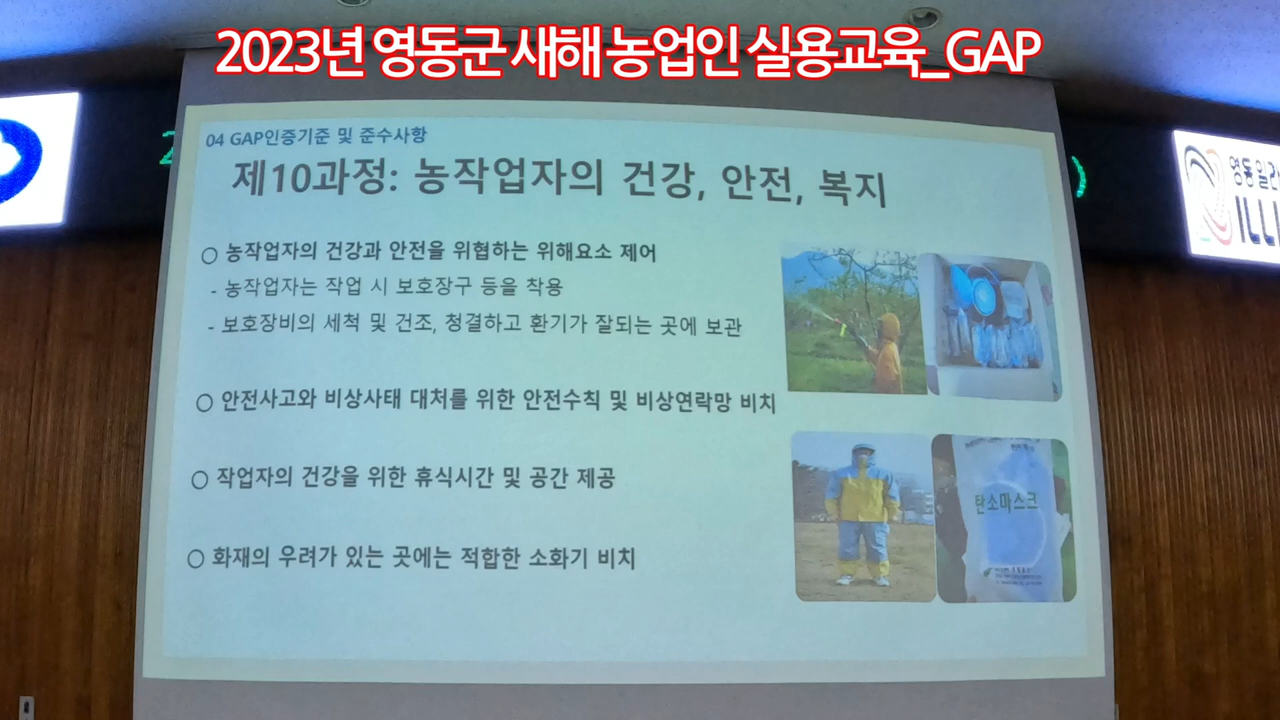 2023년 영동군 새해 농업인 실용교육_GAP
04 GAP인증기준 및 준수사항
제10과정: 농작업자의 건강, 안전, 복지
○ 농작업자의 건강과 안전을 위협하는 위해요소 제어
- 농작업자는 작업 시 보호장구 등을 착용
- 보호장비의 세척 및 건조, 청결하고 환기가 잘되는 곳에 보관
○ 안전사고와 비상사태 대처를 위한 안전수칙 및 비상연락망 비치
○ 작업자의 건강을 위한 휴식시간 및 공간 제공
○ 화재의 우려가 있는 곳에는 적합한 소화기 비치
탄소마스크
영동